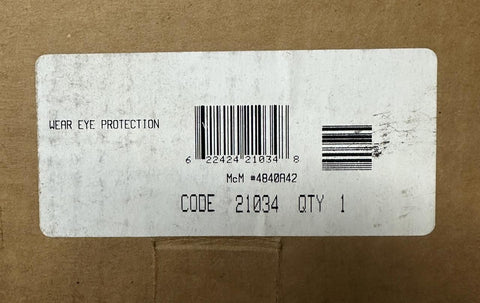 WEAR EYE PROTECTION
6 22424 21034 8
McM #4840A42
CODE 21034 QTY 1